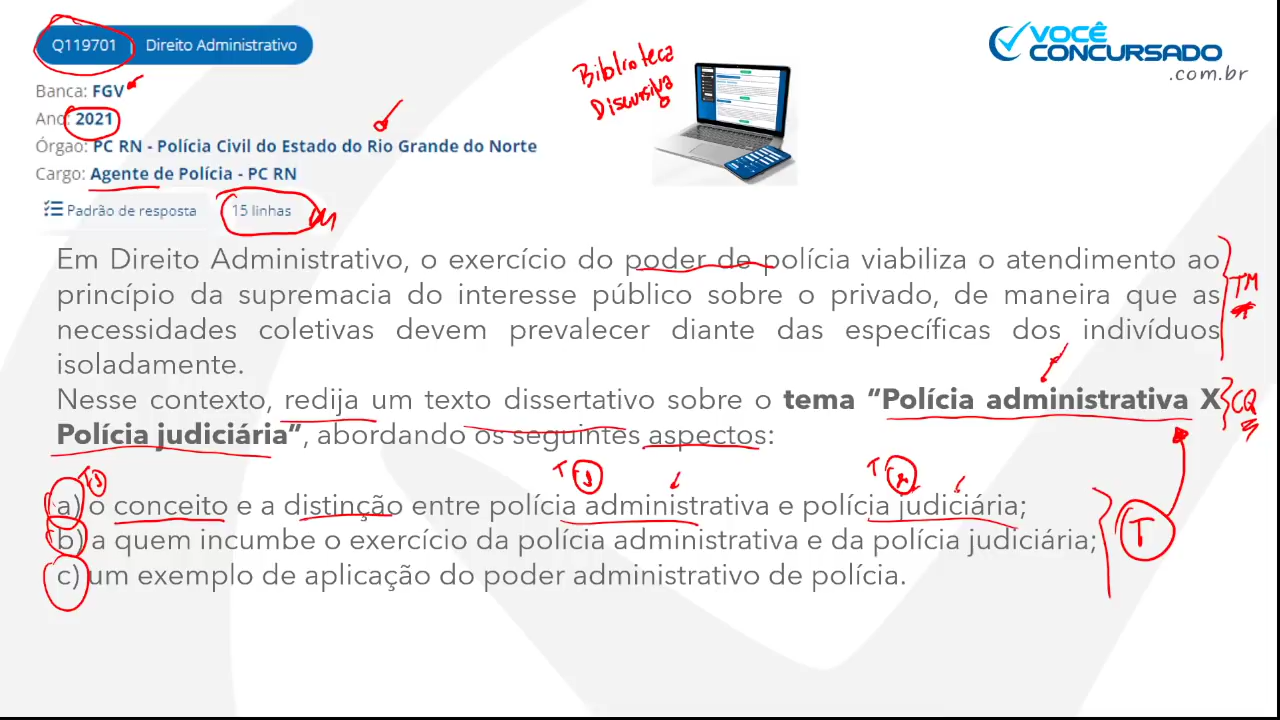 Q119701 Direito Administrativo
Banca: FGV
Ano: 2021
Órgao: PC RN - Polícia Civil do Estado do Rio Grande do Norte
Cargo: Agente de Polícia - PC RN
Padrão de resposta 15 linhas
Biblioteca
Discursiva
VOCÊ
CONCURSADO
.com.br
Em Direito Administrativo, o exercício do poder de polícia viabiliza o atendimento ao
princípio da supremacia do interesse público sobre o privado, de maneira que as
necessidades coletivas devem prevalecer diante das específicas dos indivíduos
isoladamente.
TM
Nesse contexto, redija um texto dissertativo sobre o tema “Polícia administrativa X
Polícia judiciária”, abordando os seguintes aspectos:
CQ
a) o conceito e a distinção entre polícia administrativa e polícia judiciária;
b) a quem incumbe o exercício da polícia administrativa e da polícia judiciária;
c) um exemplo de aplicação do poder administrativo de polícia.
T